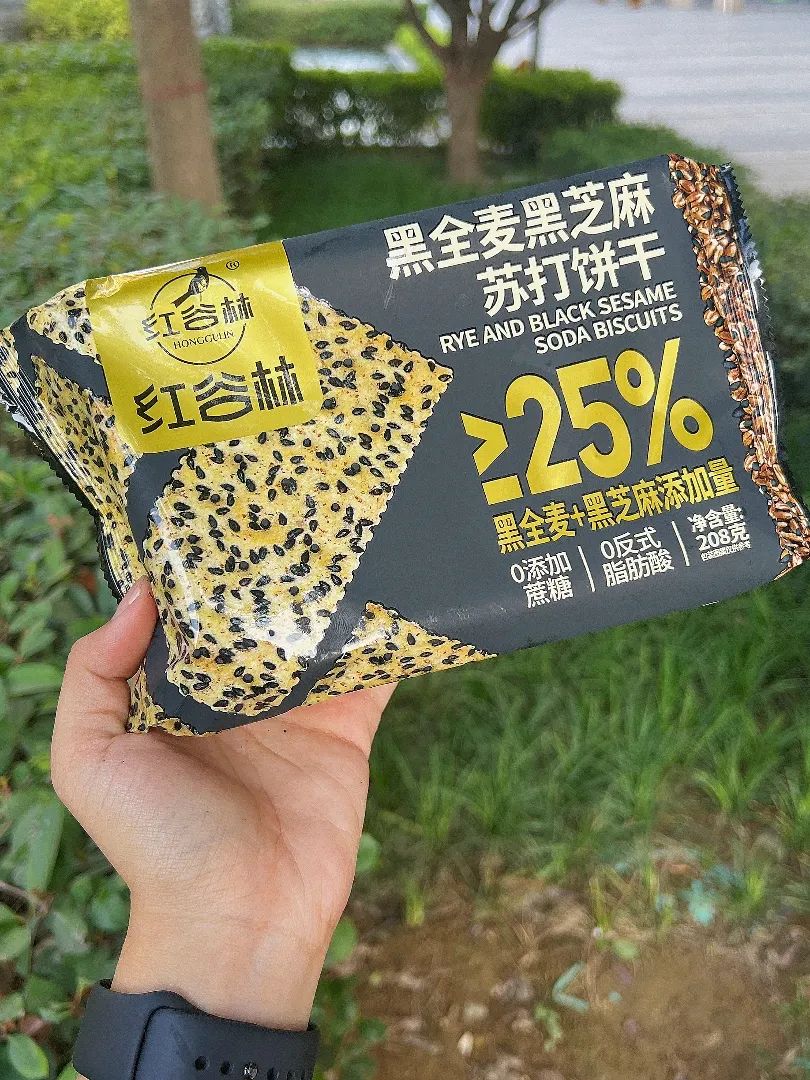 红谷林
HONGGULIN
®
红谷林
黑全麦黑芝麻
苏打饼干
RYE AND BLACK SESAME
SODA BISCUITS
≥25%
黑全麦+黑芝麻添加量
0添加
蔗糖
0反式
脂肪酸
净含量:
208克